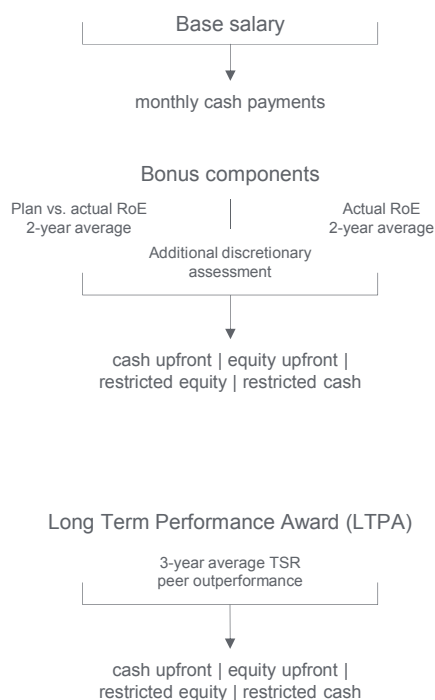 Base salary
monthly cash payments
Bonus components
Plan vs. actual RoE
2-year average
Actual RoE
2-year average
Additional discretionary
assessment
cash upfront | equity upfront |
restricted equity | restricted cash
Long Term Performance Award (LTPA)
3-year average TSR
peer outperformance
cash upfront | equity upfront |
restricted equity | restricted cash